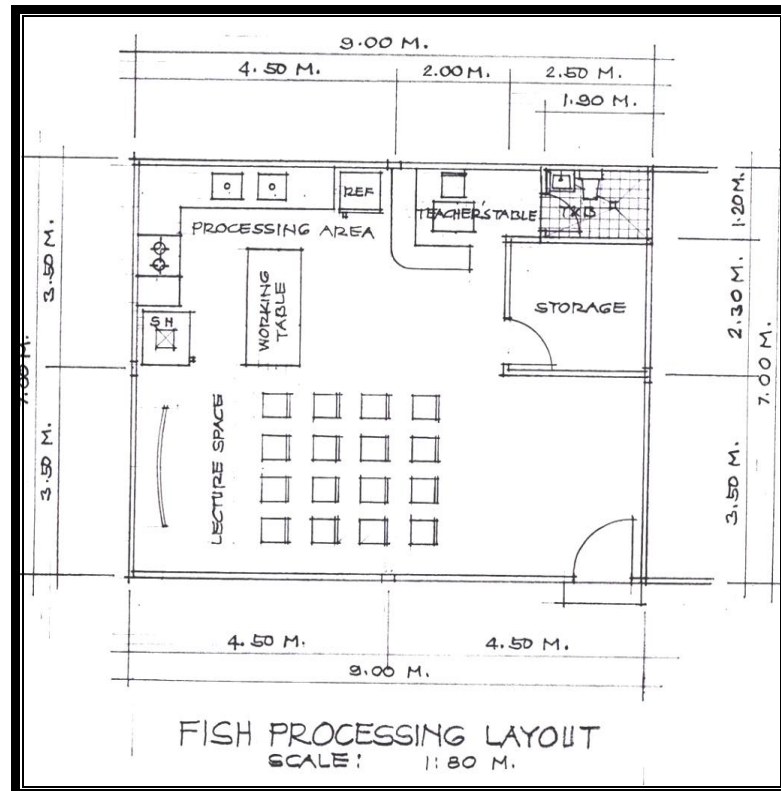 9.00 M.
4.50 M.
2.00 M.
2.50 M.
1.90 M.
REF
TEACHER'S TABLE
T&B
1.20 M.
PROCESSING AREA
3.50 M.
WORKING
TABLE
STORAGE
2.30 M.
SH
7.00 M.
7.00 M.
LECTURE SPACE
3.50 M.
3.50 M.
4.50 M.
4.50 M.
9.00 M.
FISH PROCESSING LAYOUT
SCALE: 1:80 M.